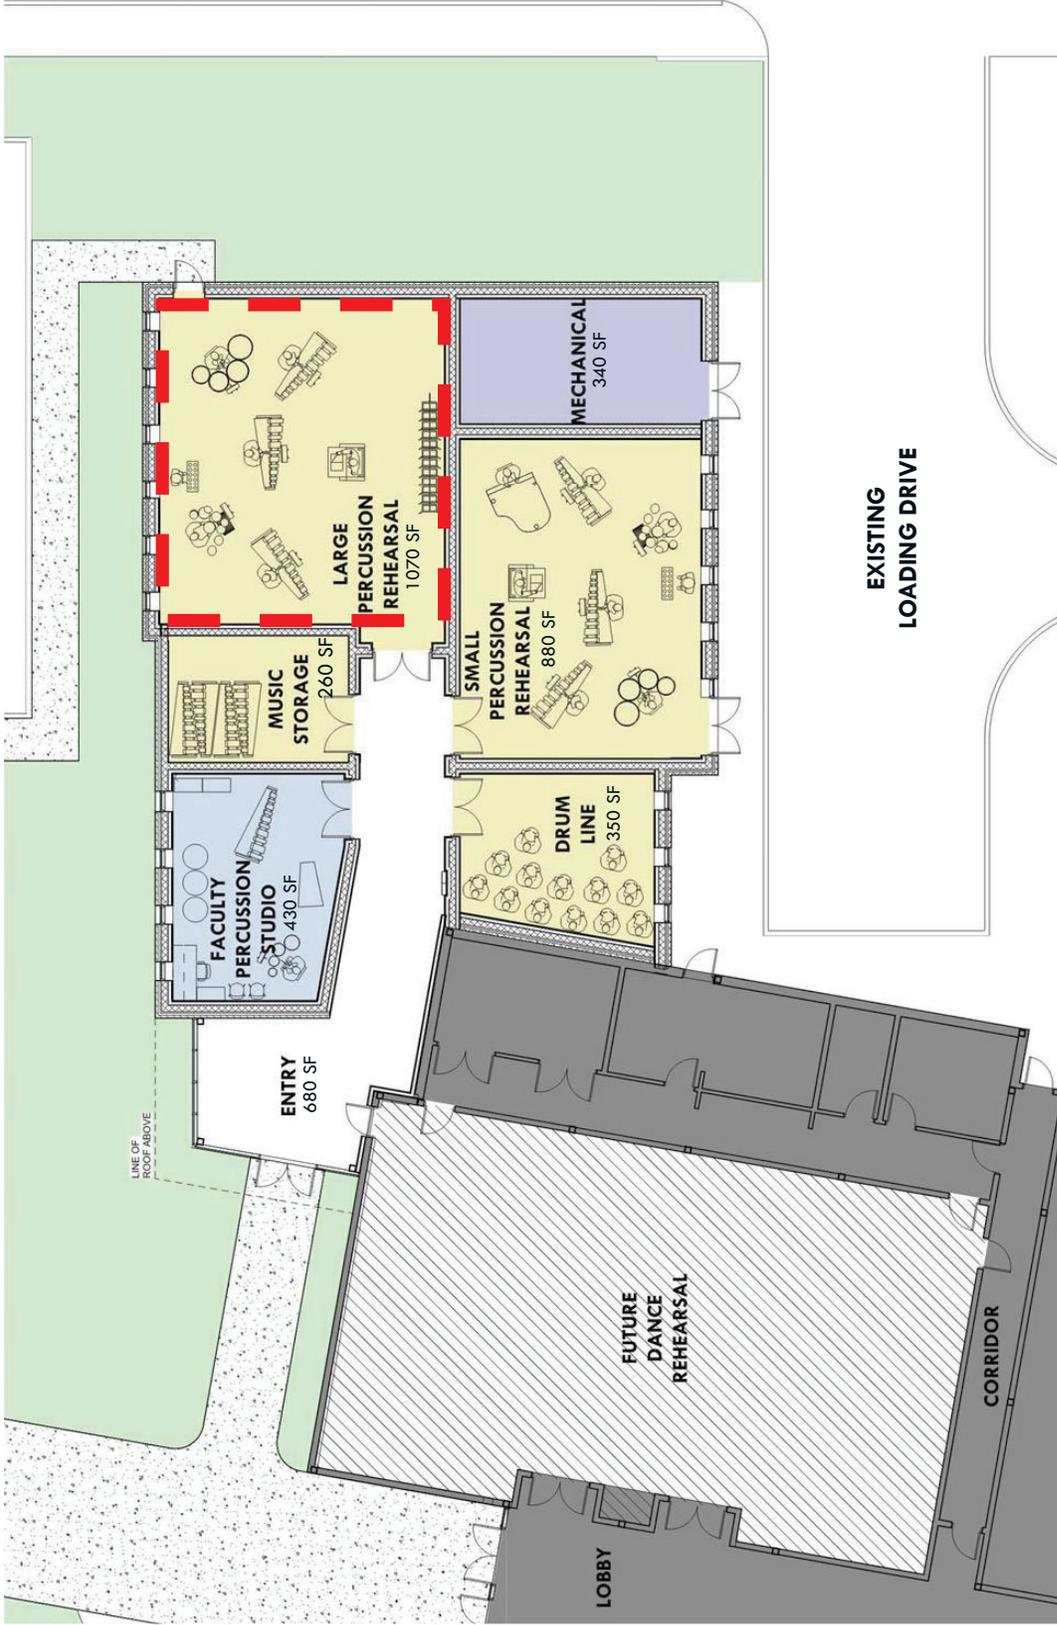 MECHANICAL
340 SF
LARGE
PERCUSSION
REHEARSAL
1070 SF
EXISTING
LOADING DRIVE
MUSIC
STORAGE
260 SF
SMALL
PERCUSSION
REHEARSAL
880 SF
FACULTY
PERCUSSION
STUDIO
430 SF
DRUM
LINE
350 SF
ENTRY
680 SF
LINE OF
ROOF ABOVE
FUTURE
DANCE
REHEARSAL
CORRIDOR
LOBBY